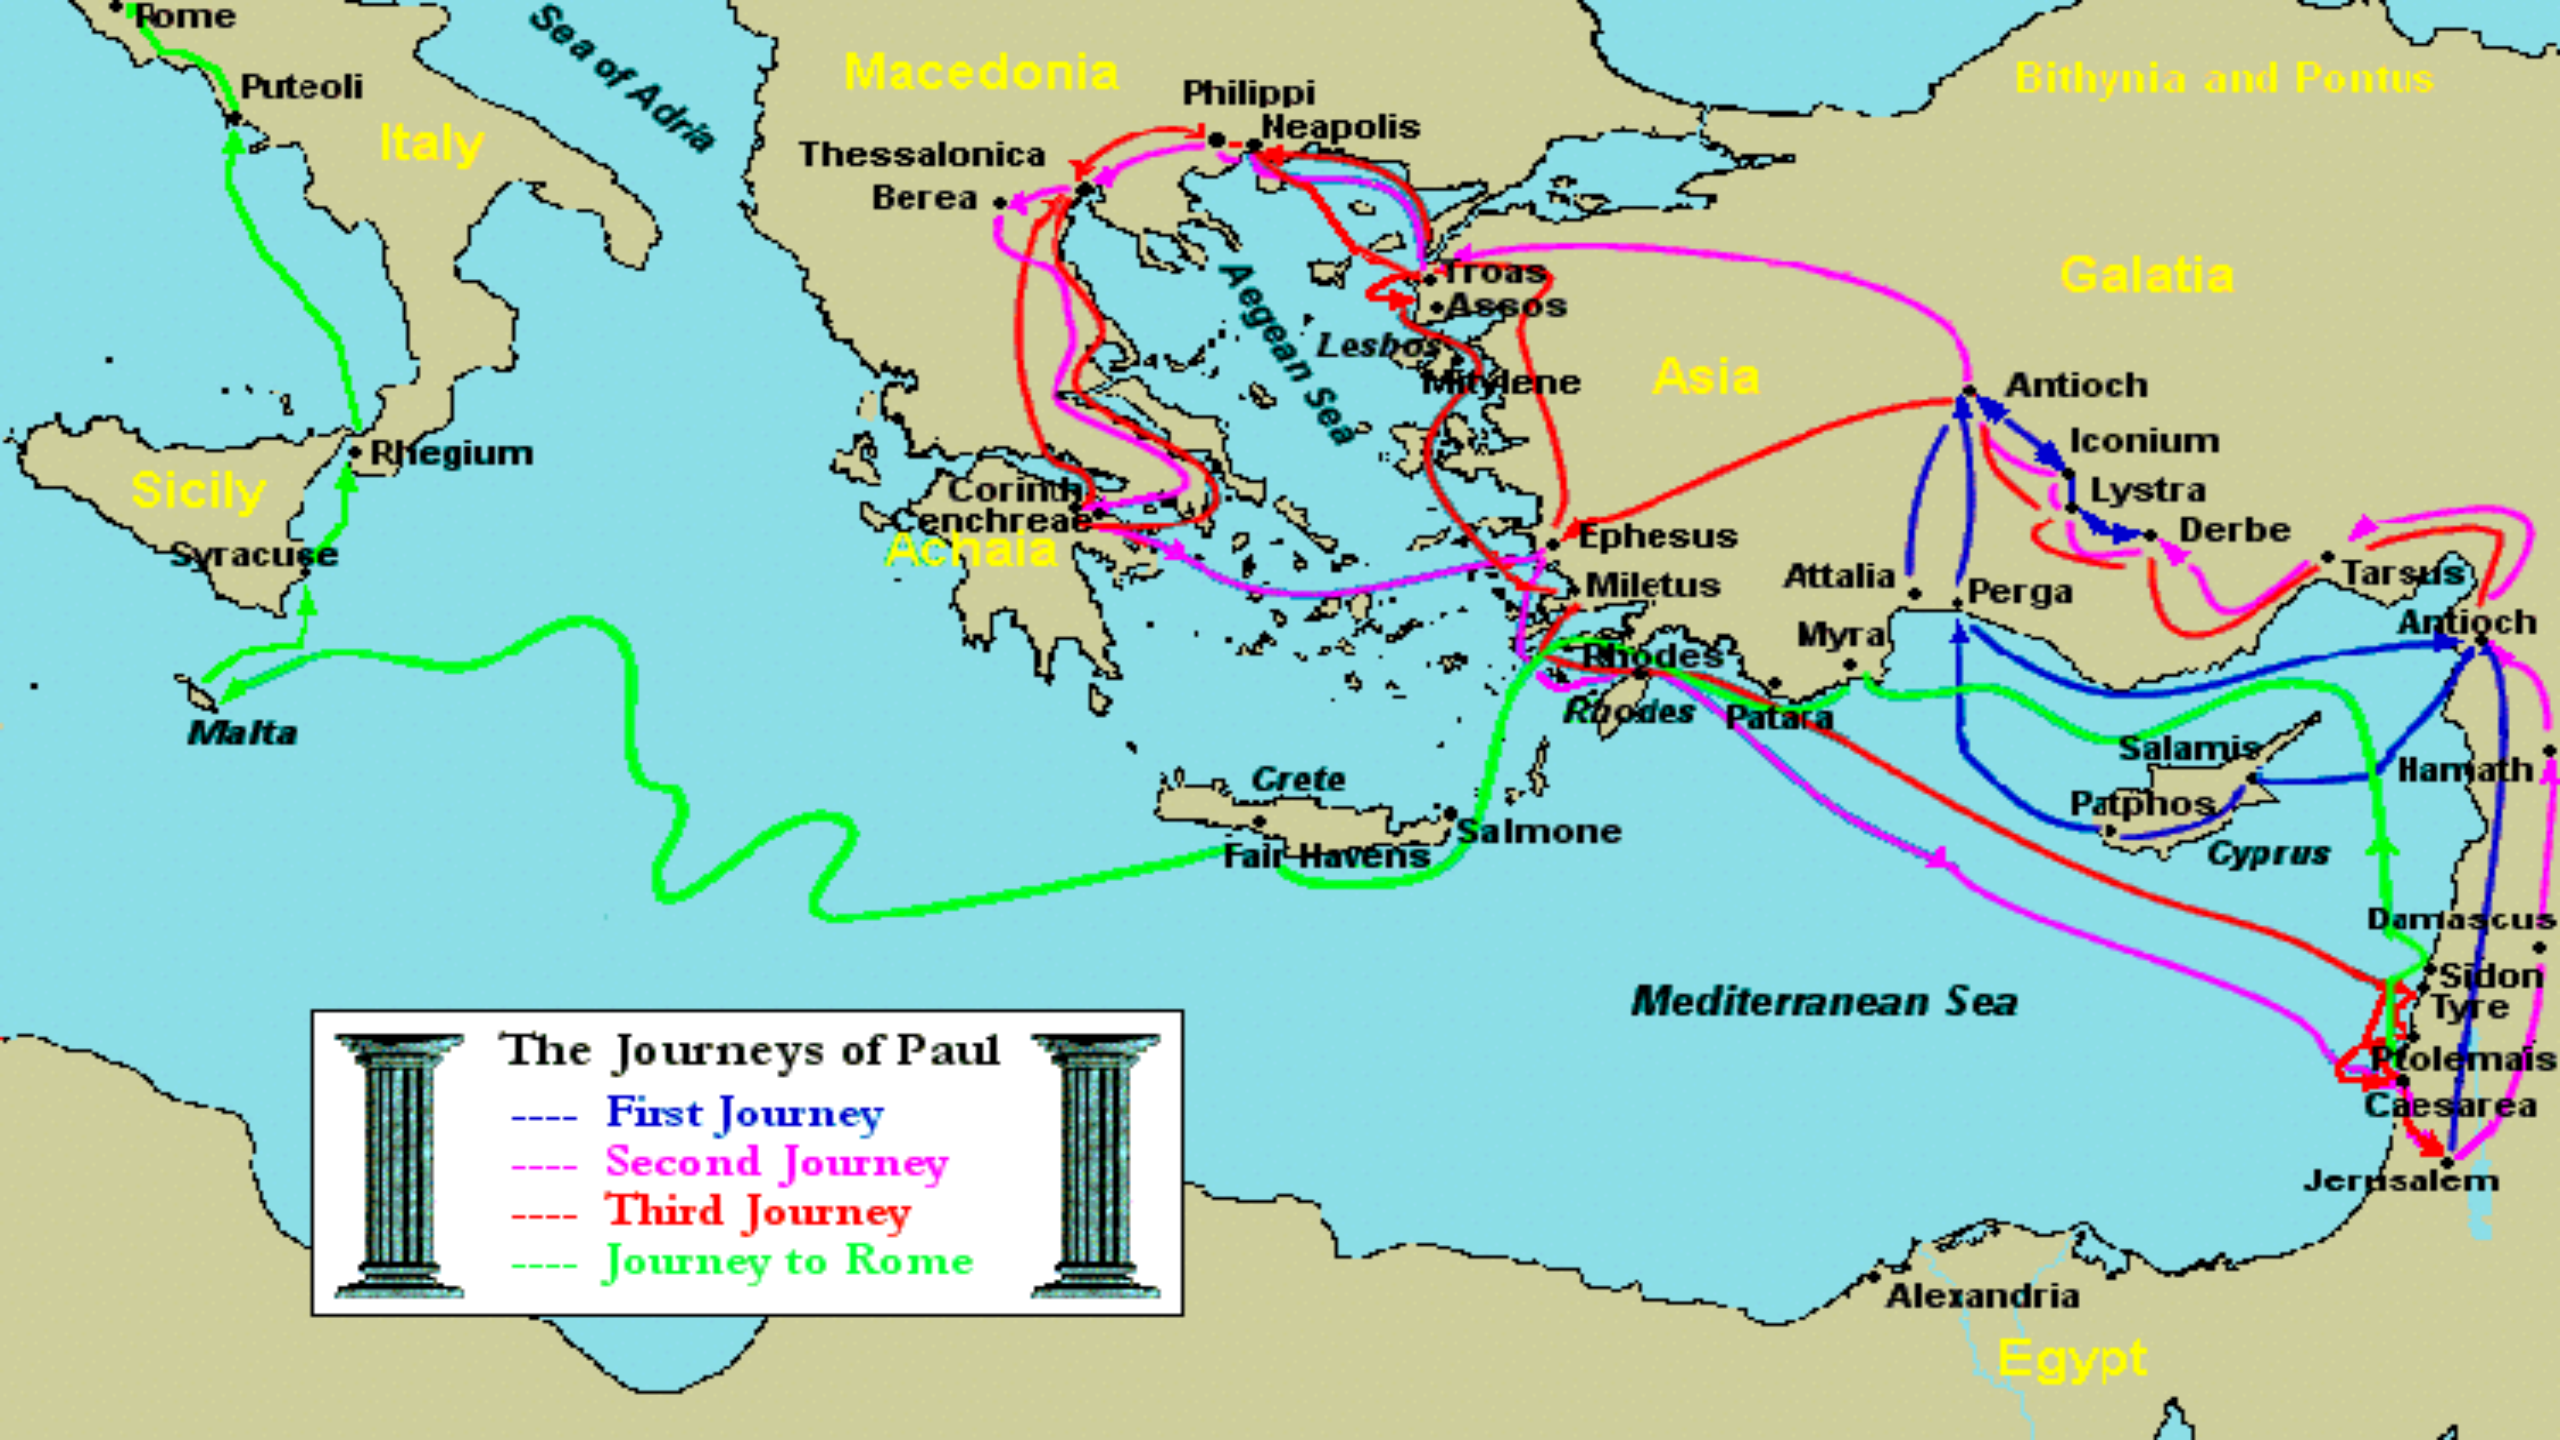 Rome
Puteoli
Italy
Sea of Adria
Macedonia
Philippi
Neapolis
Thessalonica
Berea
Bithynia and Pontus
Galatia
Troas
Assos
Aegean Sea
Lesbos
Mitylene
Asia
Antioch
Iconium
Lystra
Derbe
Rhegium
Sicily
Syracuse
Corinth
Cenchreae
Achaia
Ephesus
Miletus
Attalia
Perga
Tarsus
Antioch
Myra
Rhodes
Rhodes
Patara
Malta
Salamis
Hamath
Patphos
Cyprus
Grete
Salmone
Fair Havens
Damascus
Sidon
Tyre
Mediterranean Sea
Ptolemais
Caesarea
Jerusalem
Alexandria
Egypt
The Journeys of Paul
---- First Journey
---- Second Journey
---- Third Journey
---- Journey to Rome